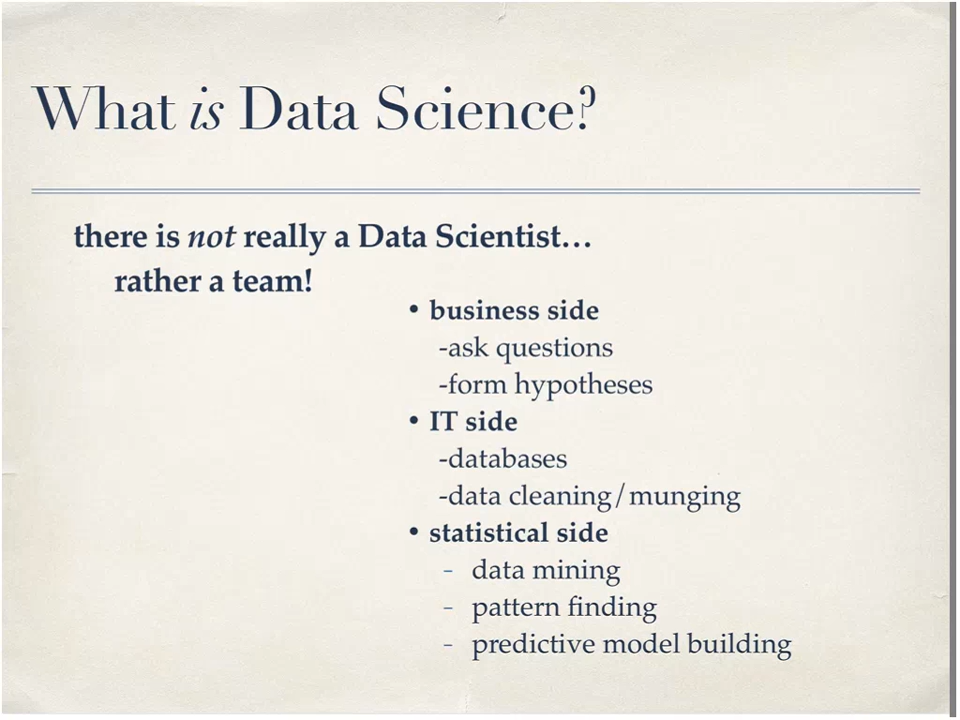 What is Data Science?
there is not really a Data Scientist…
rather a team!
• business side
-ask questions
-form hypotheses
• IT side
-databases
-data cleaning/munging
• statistical side
- data mining
- pattern finding
- predictive model building